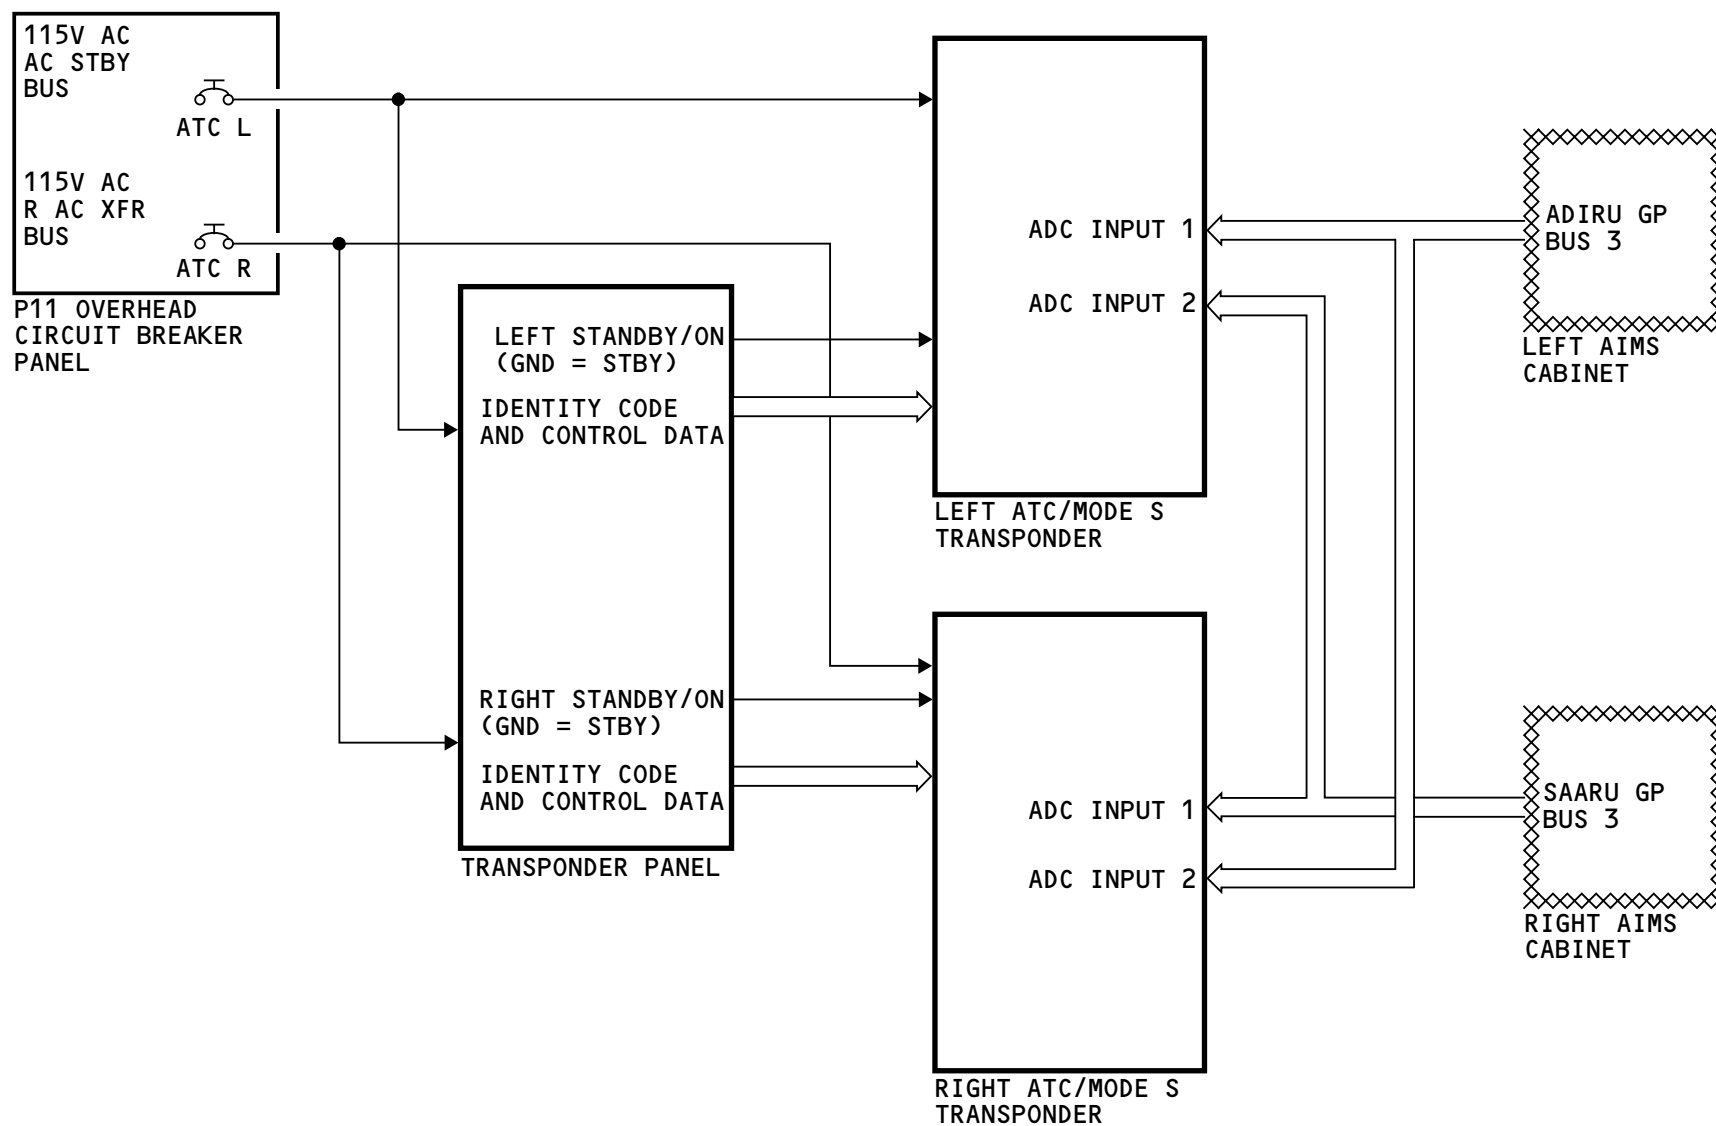 115V AC
AC STBY
BUS
ATC L
115V AC
R AC XFR
BUS
ATC R
P11 OVERHEAD
CIRCUIT BREAKER
PANEL
LEFT STANDBY/ON
(GND = STBY)
IDENTITY CODE
AND CONTROL DATA
RIGHT STANDBY/ON
(GND = STBY)
IDENTITY CODE
AND CONTROL DATA
TRANSPONDER PANEL
ADC INPUT 1
ADC INPUT 2
LEFT ATC/MODE S
TRANSPONDER
ADC INPUT 1
ADC INPUT 2
RIGHT ATC/MODE S
TRANSPONDER
ADIRU GP
BUS 3
LEFT AIMS
CABINET
SAARU GP
BUS 3
RIGHT AIMS
CABINET